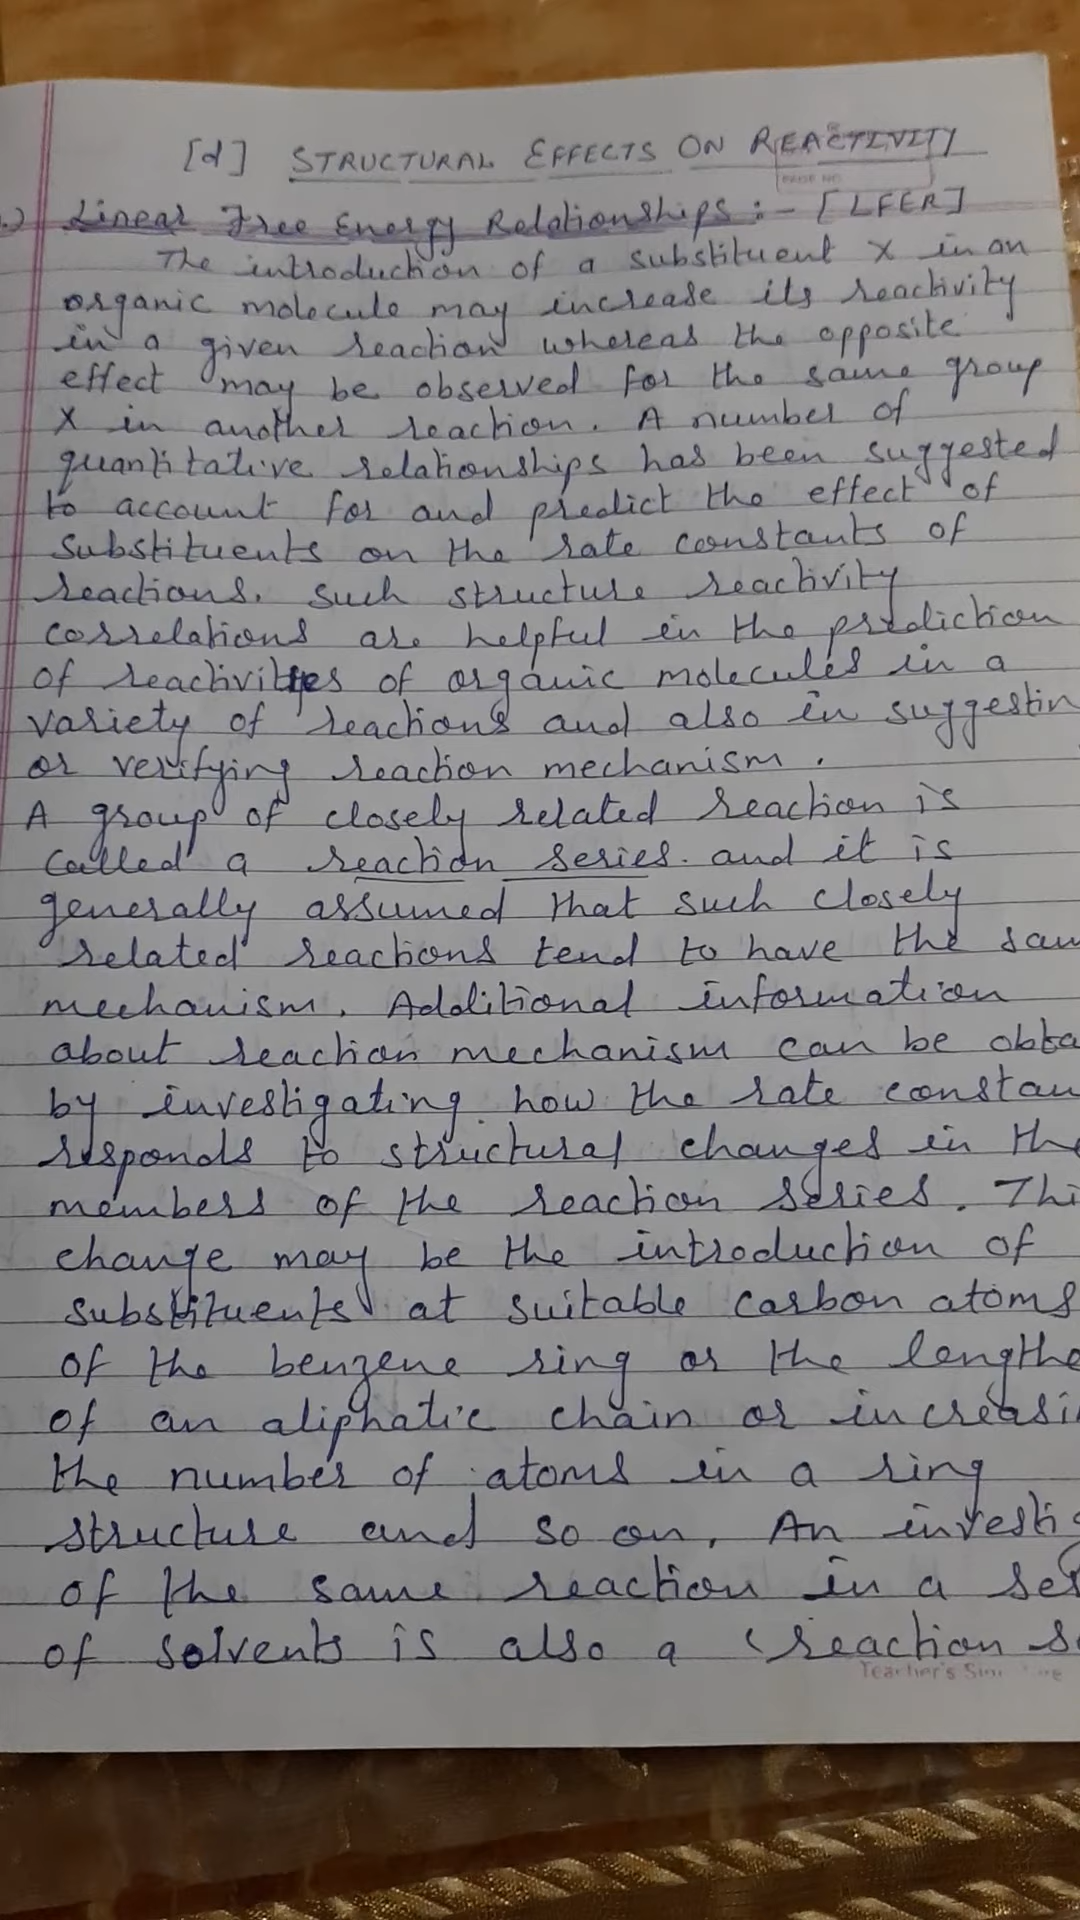 [d] STRUCTURAL EFFECTS ON REACTIVITY
PAGE NO.
.) Linear Free Energy Relationships :- [LFER]
The introduction of a substituent X in an
organic molecule may increase its reactivity
in a given reaction whereas the opposite
effect may be observed for the same group
X in another reaction. A number of
quantitative relationships has been suggested
to account for and predict the effect of
substituents on the rate constants of
reactions. Such structure reactivity
correlations are helpful in the prediction
of reactivities of organic molecules in a
variety of reactions and also in suggestin
or verifying reaction mechanism.
A group of closely related reaction is
called a reaction series. and it is
generally assumed that such closely
related reactions tend to have the sam
mechanism. Additional information
about reaction mechanism can be obta
by investigating how the rate constan
responds to structural changes in the
members of the reaction series. Thi
change may be the introduction of
substituents at suitable carbon atoms
of the benzene ring or the lengthe
of an aliphatic chain or increasi
the number of atoms in a ring
structure and so on. An investig
of the same reaction in a ser
of solvents is also a (reaction s
Teacher's